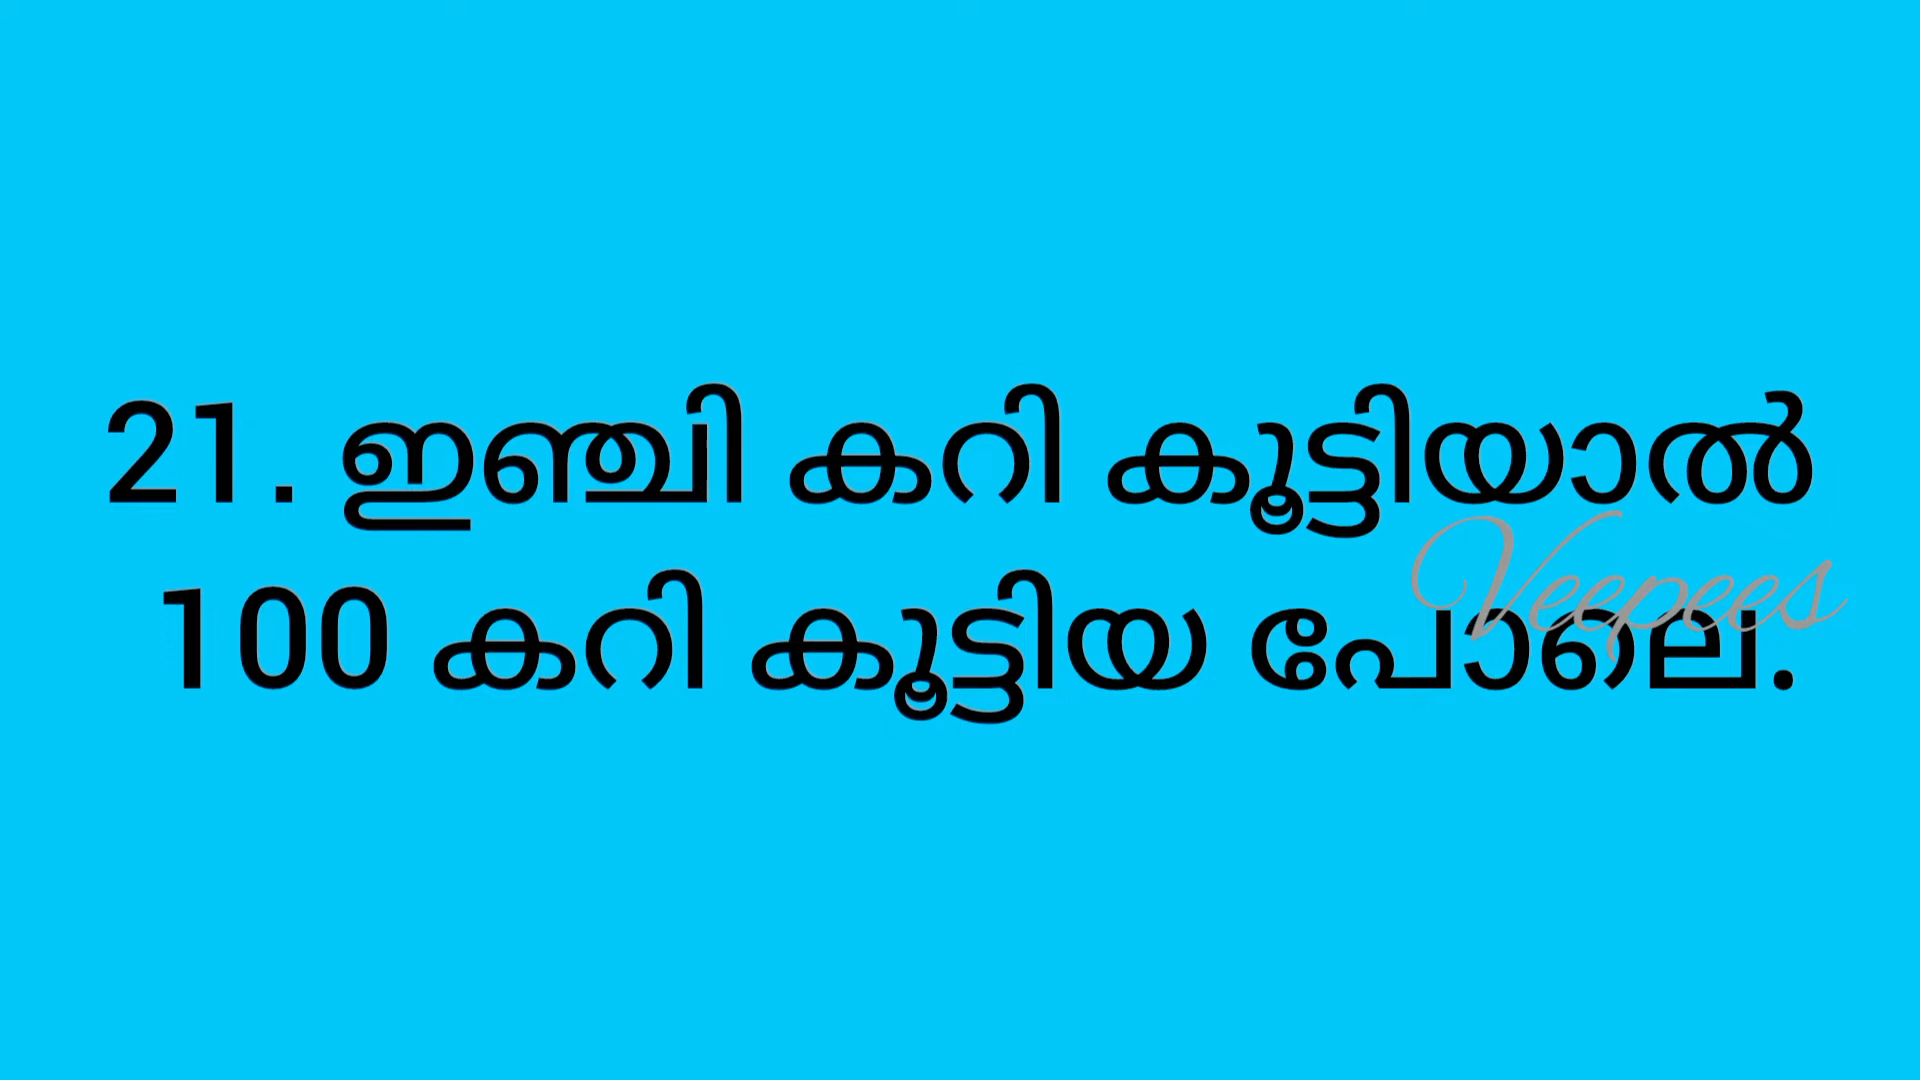 21. ഇഞ്ചി കറി കൂട്ടിയാൽ
100 കറി കൂട്ടിയ പോലെ.
Veepees